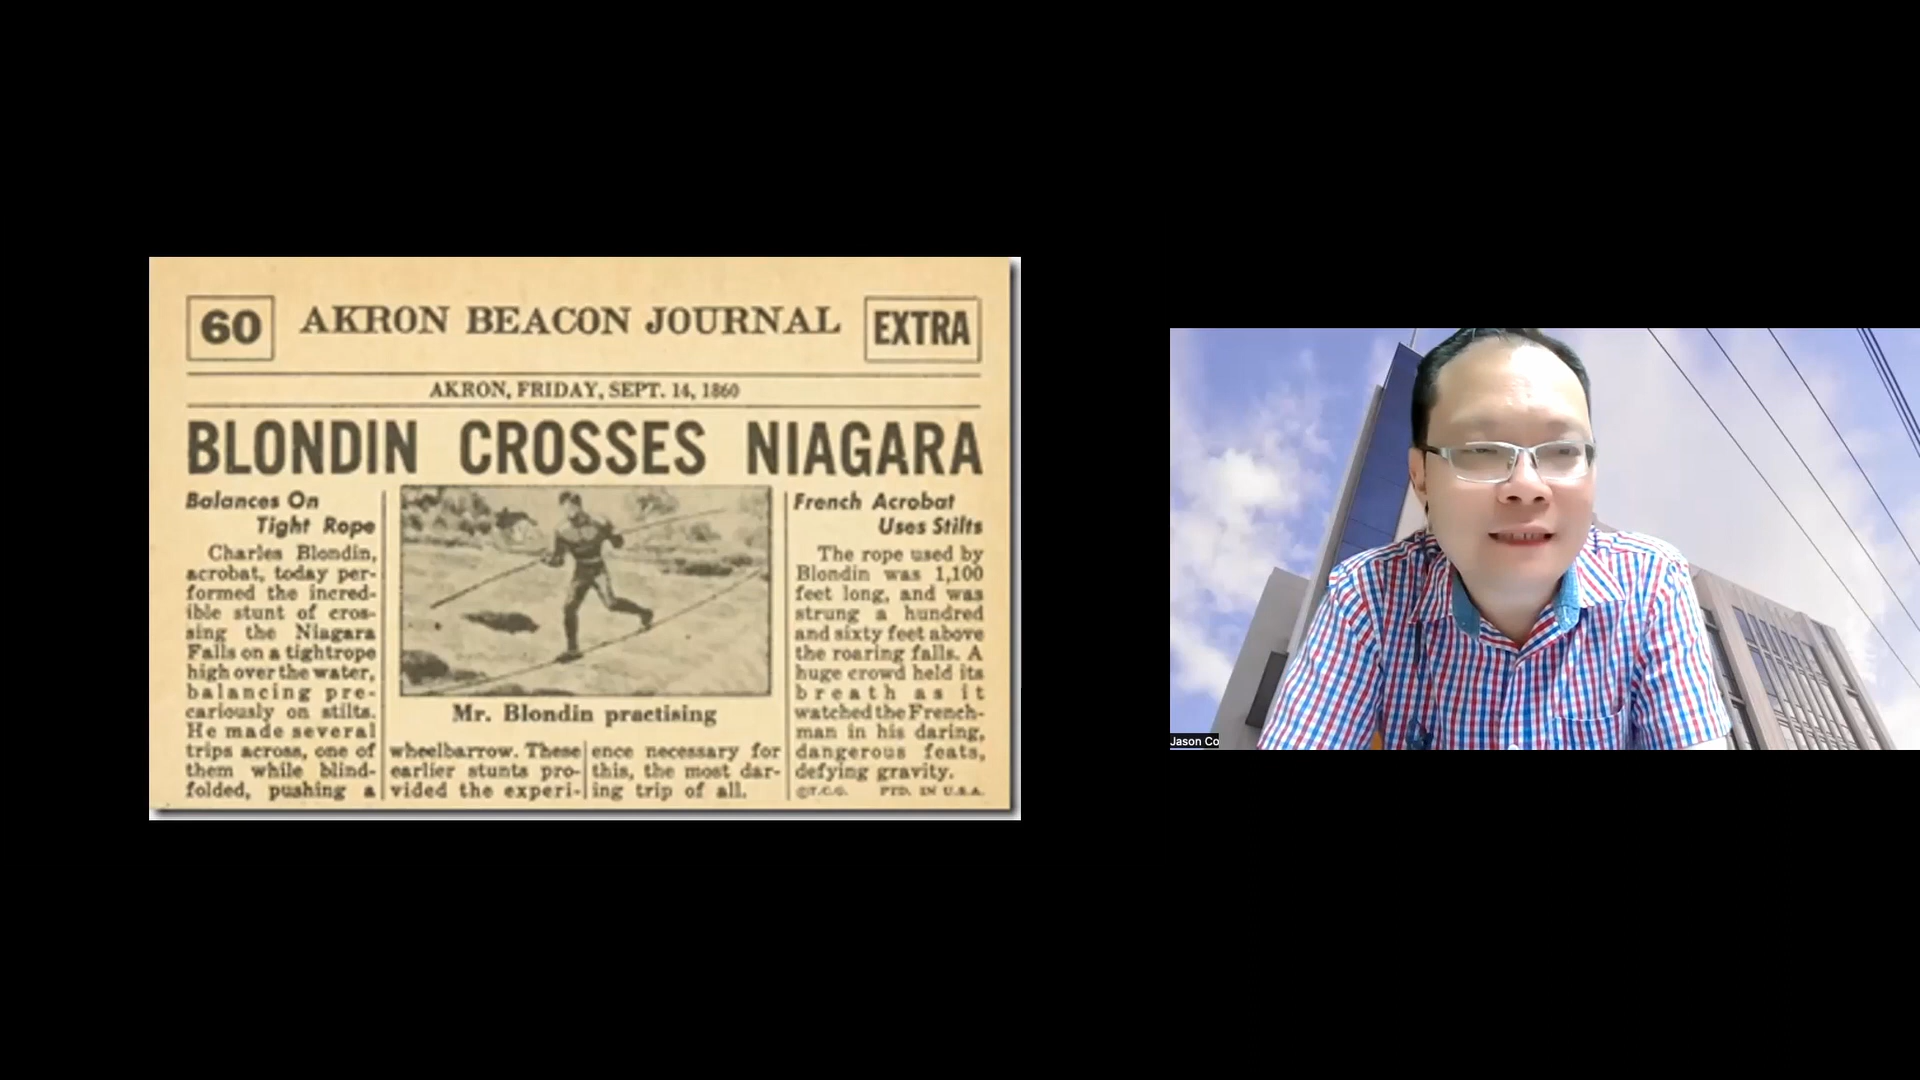 60
AKRON BEACON JOURNAL
EXTRA
AKRON, FRIDAY, SEPT. 14, 1860
BLONDIN CROSSES NIAGARA
Balances On
Tight Rope
Charles Blondin,
acrobat, today per-
formed the incred-
ible stunt of cros-
sing the Niagara
Falls on a tightrope
high over the water,
balancing pre-
cariously on stilts.
He made several
trips across, one of
them while blind-
folded, pushing a
Mr. Blondin practising
wheelbarrow. These
earlier stunts pro-
vided the experi-
ence necessary for
this, the most dar-
ing trip of all.
French Acrobat
Uses Stilts
The rope used by
Blondin was 1,100
feet long, and was
strung a hundred
and sixty feet above
the roaring falls. A
huge crowd held its
breath as it
watched the French-
man in his daring,
dangerous feats,
defying gravity.
©T.C.G. PTD. IN U.S.A.
Jason Co